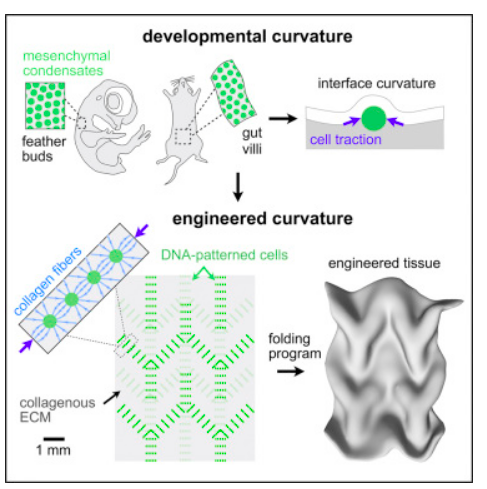 developmental curvature
mesenchymal
condensates
feather
buds
gut
villi
interface curvature
cell traction
engineered curvature
collagen fibers
DNA-patterned cells
collagenous
ECM
1 mm
folding
program
engineered tissue